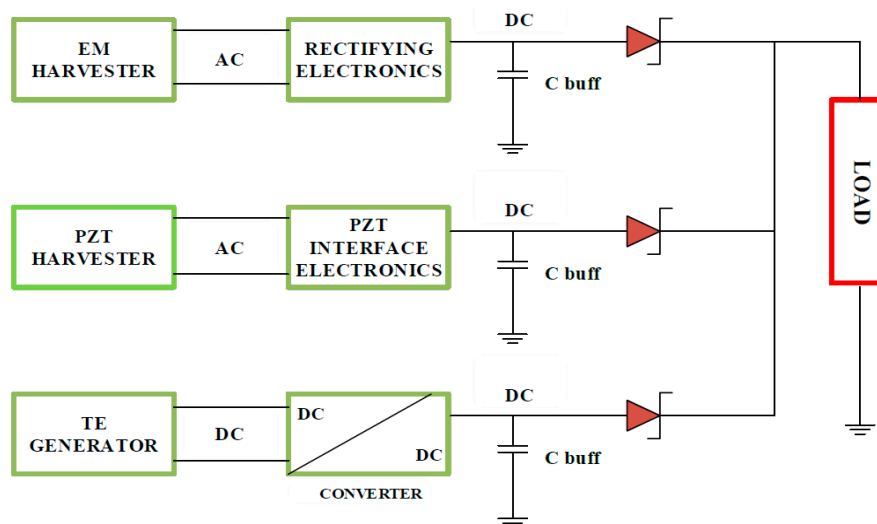 EM
HARVESTER
AC
RECTIFYING
ELECTRONICS
DC
C buff
PZT
HARVESTER
AC
PZT
INTERFACE
ELECTRONICS
DC
C buff
LOAD
TE
GENERATOR
DC
DC
DC
CONVERTER
DC
C buff